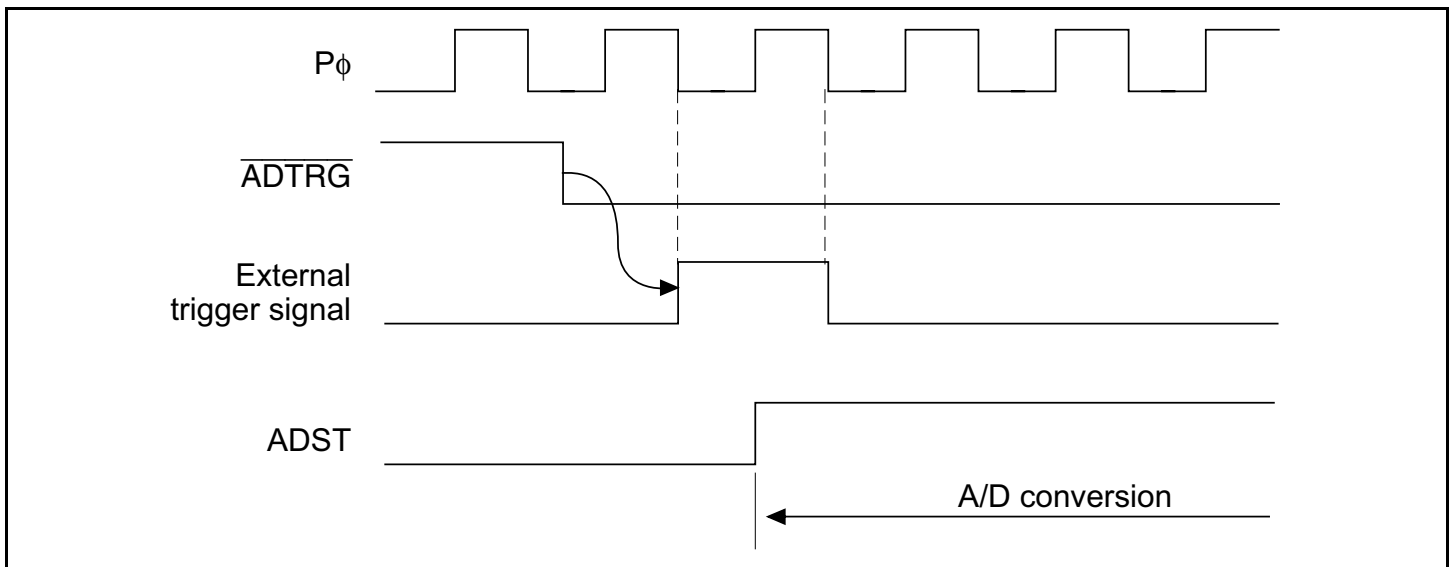 Pϕ
ADTRG
External
trigger signal
ADST
A/D conversion